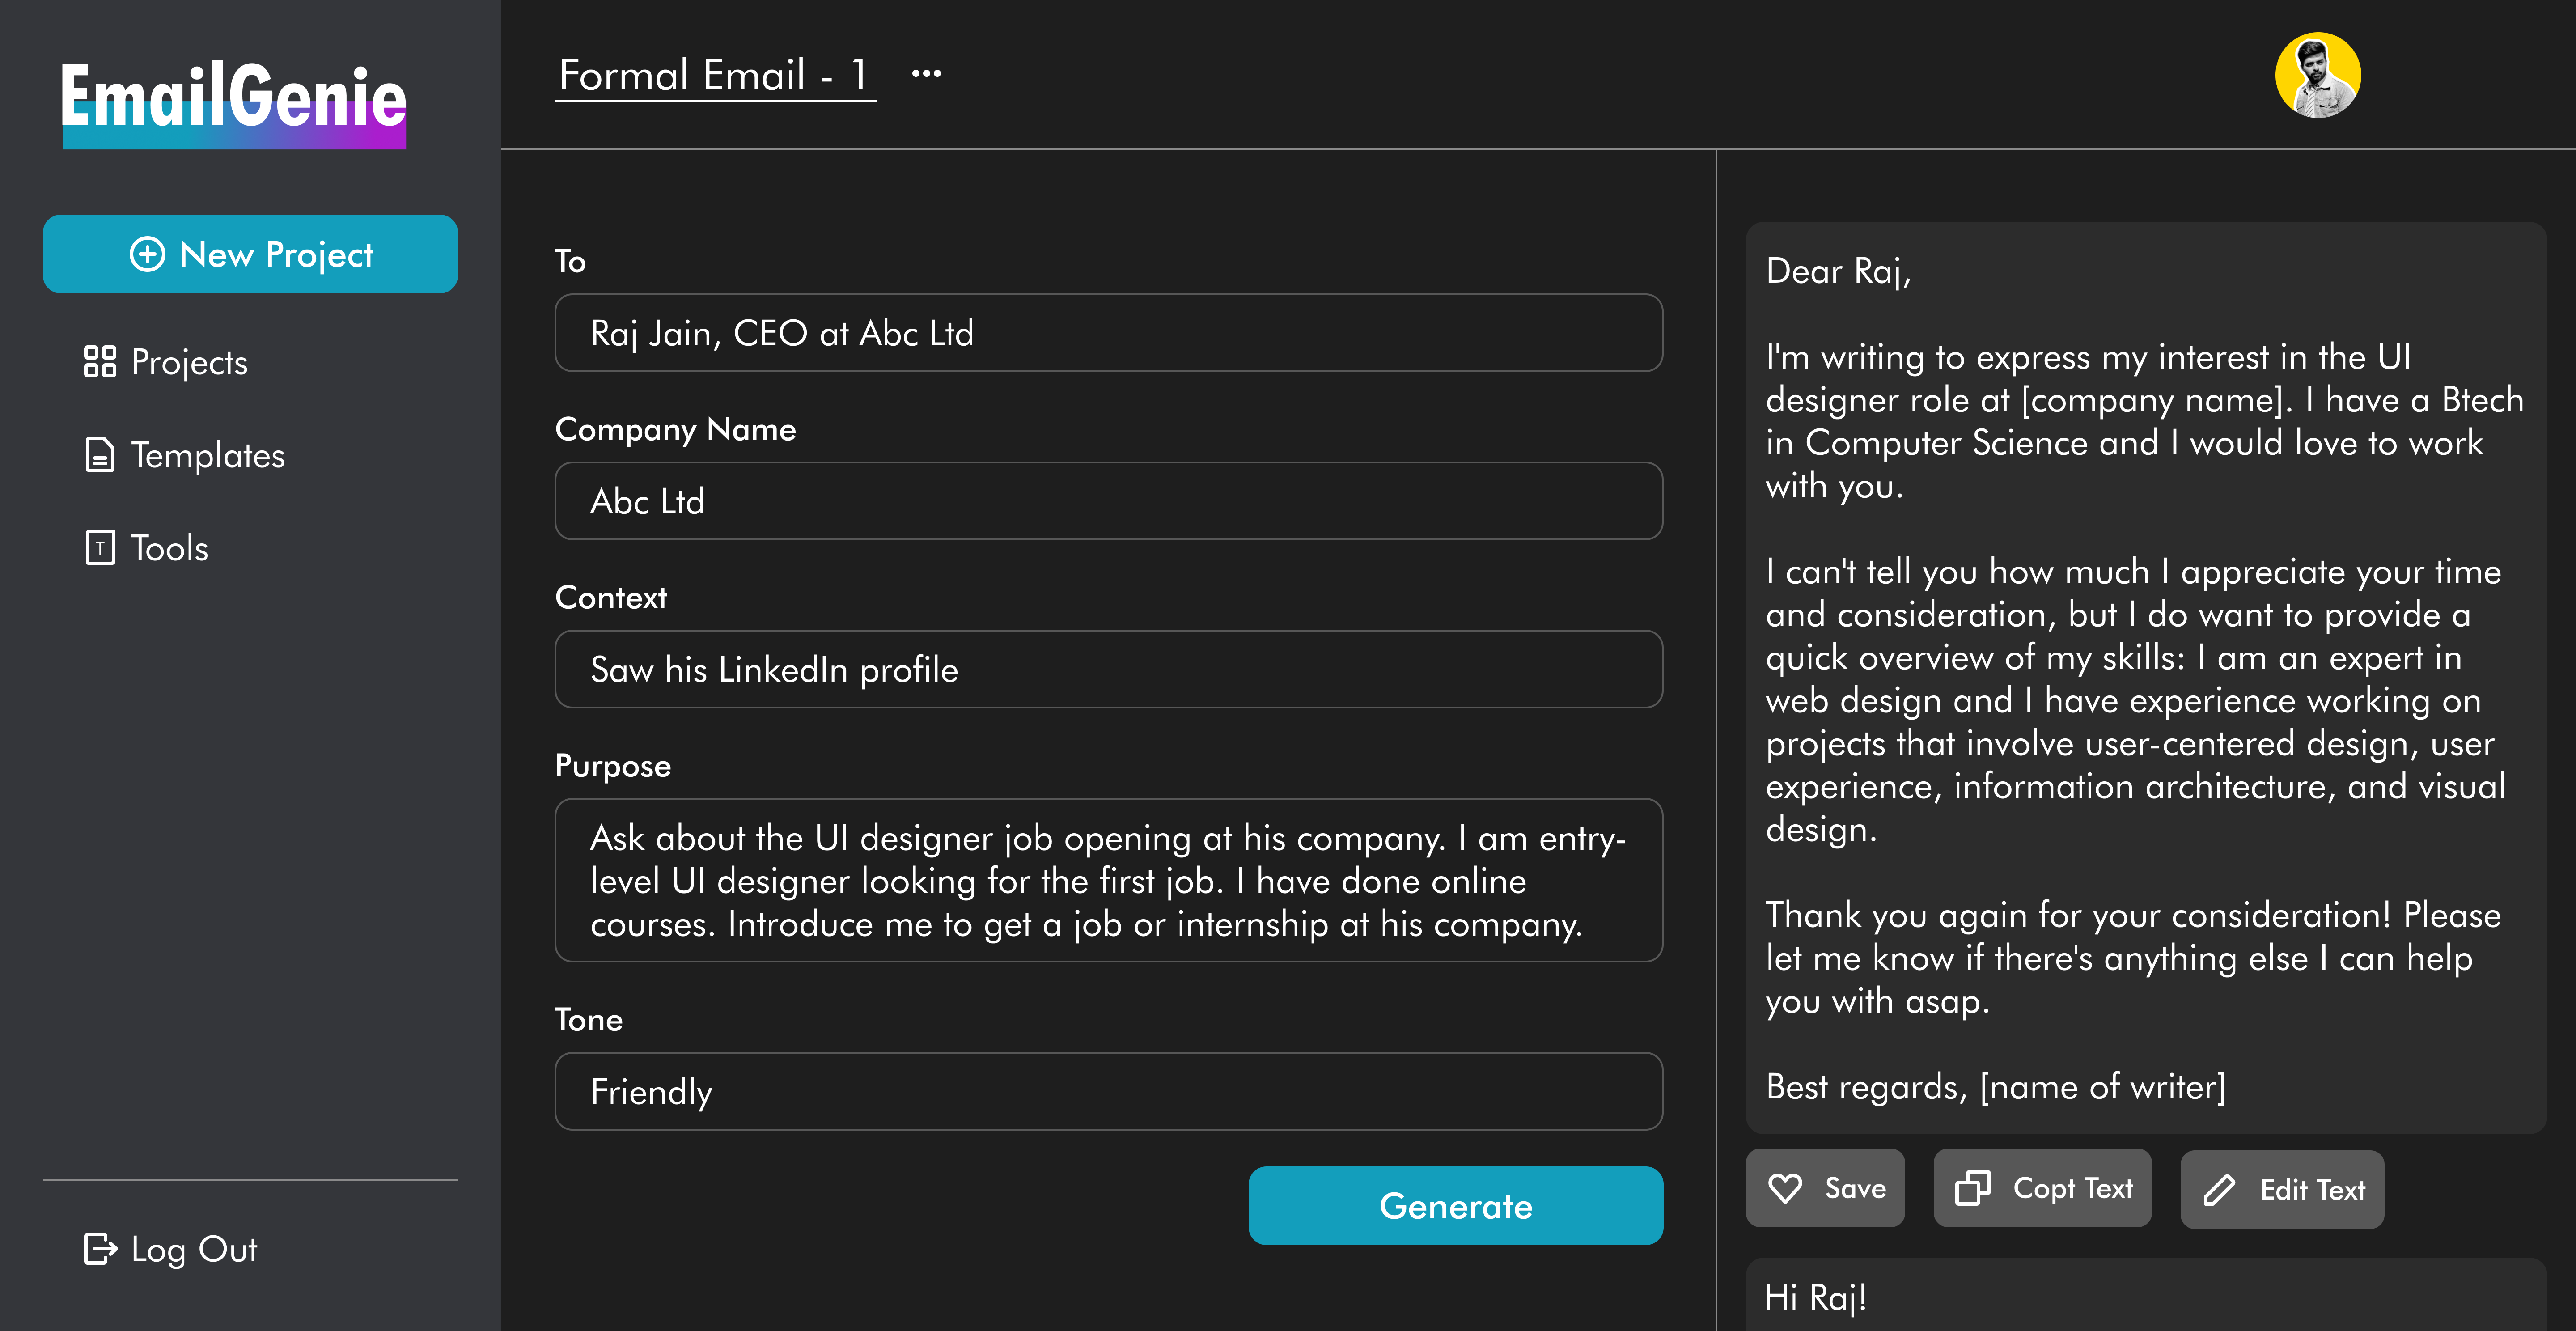 EmailGenie
New Project
Projects
Templates
T
Tools
Log Out
Formal Email - 1
To
Raj Jain, CEO at Abc Ltd
Company Name
Abc Ltd
Context
Saw his LinkedIn profile
Purpose
Ask about the UI designer job opening at his company. I am entry-
level UI designer looking for the first job. I have done online
courses. Introduce me to get a job or internship at his company.
Tone
Friendly
Generate
Dear Raj,
I'm writing to express my interest in the UI
designer role at [company name]. I have a Btech
in Computer Science and I would love to work
with you.
I can't tell you how much I appreciate your time
and consideration, but I do want to provide a
quick overview of my skills: I am an expert in
web design and I have experience working on
projects that involve user-centered design, user
experience, information architecture, and visual
design.
Thank you again for your consideration! Please
let me know if there's anything else I can help
you with asap.
Best regards, [name of writer]
Save
Copt Text
Edit Text
Hi Raj!